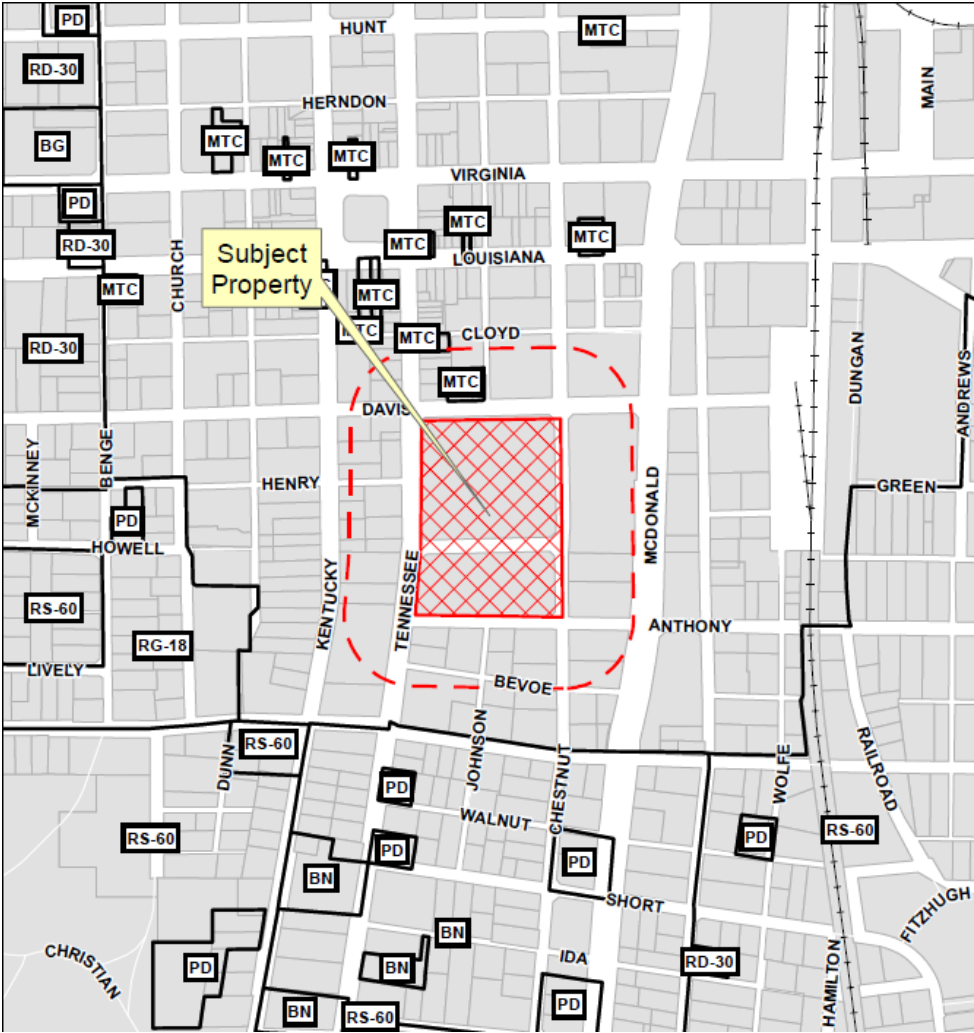 PD
HUNT
MTC
RD-30
MAIN
HERNDON
BG
MTC
MTC
MTC
VIRGINIA
PD
MTC
RD-30
MTC
MTC
LOUISIANA
CHURCH
Subject
Property
MTC
MTC
MTC
CLOYD
RD-30
MTC
MTC
DUNGAN
ANDREWS
DAVIS
MCKINNEY
BENGE
HENRY
GREEN
PD
MCDONALD
HOWELL
RS-60
KENTUCKY
TENNESSEE
ANTHONY
RG-18
LIVELY
BEVOE
RS-60
DUNN
JOHNSON
CHESTNUT
WOLFE
RAILROAD
PD
WALNUT
RS-60
PD
PD
RS-60
PD
BN
SHORT
FITZHUGH
BN
CHRISTIAN
PD
BN
IDA
RD-30
HAMILTON
PD
BN
RS-60